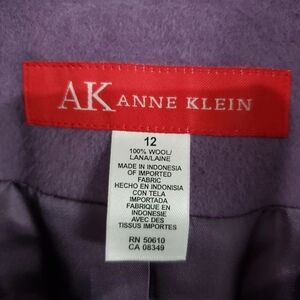 AK ANNE KLEIN
12
100% WOOL/
LANA/LAINE
MADE IN INDONESIA
OF IMPORTED
FABRIC
HECHO EN INDONISIA
CON TELA
IMPORTADA
FABRIQUE EN
INDONESIE
AVEC DES
TISSUS IMPORTES
RN 50610
CA 08349